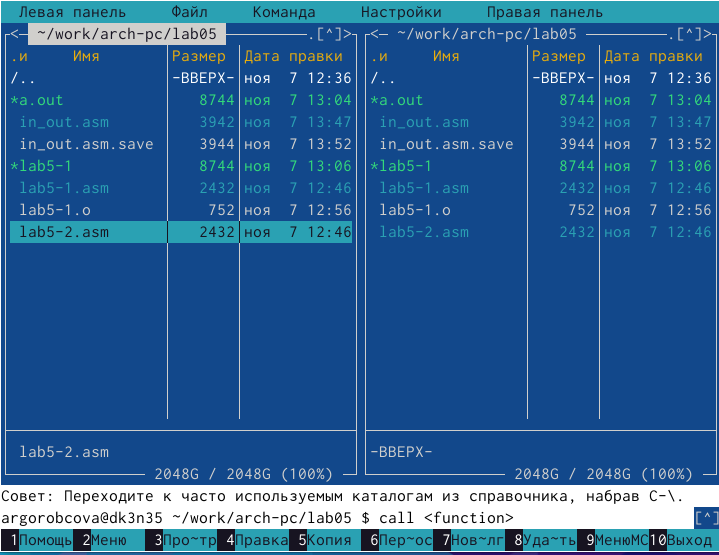 Левая панель Файл Команда Настройки Правая панель
<— ~/work/arch-pc/lab05 .[^]> <— ~/work/arch-pc/lab05 .[^]>
.и Имя Размер Дата правки .и Имя Размер Дата правки
/.. -ВВЕРХ- ноя 7 12:36 /.. -ВВЕРХ- ноя 7 12:36
*a.out 8744 ноя 7 13:04 *a.out 8744 ноя 7 13:04
in_out.asm 3942 ноя 7 13:47 in_out.asm 3942 ноя 7 13:47
in_out.asm.save 3944 ноя 7 13:52 in_out.asm.save 3944 ноя 7 13:52
*lab5-1 8744 ноя 7 13:06 *lab5-1 8744 ноя 7 13:06
lab5-1.asm 2432 ноя 7 12:46 lab5-1.asm 2432 ноя 7 12:46
lab5-1.o 752 ноя 7 12:56 lab5-1.o 752 ноя 7 12:56
lab5-2.asm 2432 ноя 7 12:46 lab5-2.asm 2432 ноя 7 12:46
lab5-2.asm -ВВЕРХ-
2048G / 2048G (100%) 2048G / 2048G (100%)
Совет: Переходите к часто используемым каталогам из справочника, набрав C-\.
argorobcova@dk3n35 ~/work/arch-pc/lab05 $ call <function> [^]
1Помощь 2Меню 3Про~тр 4Правка 5Копия 6Пер~ос 7Нов~лг 8Уда~ть 9МенюMC 10Выход